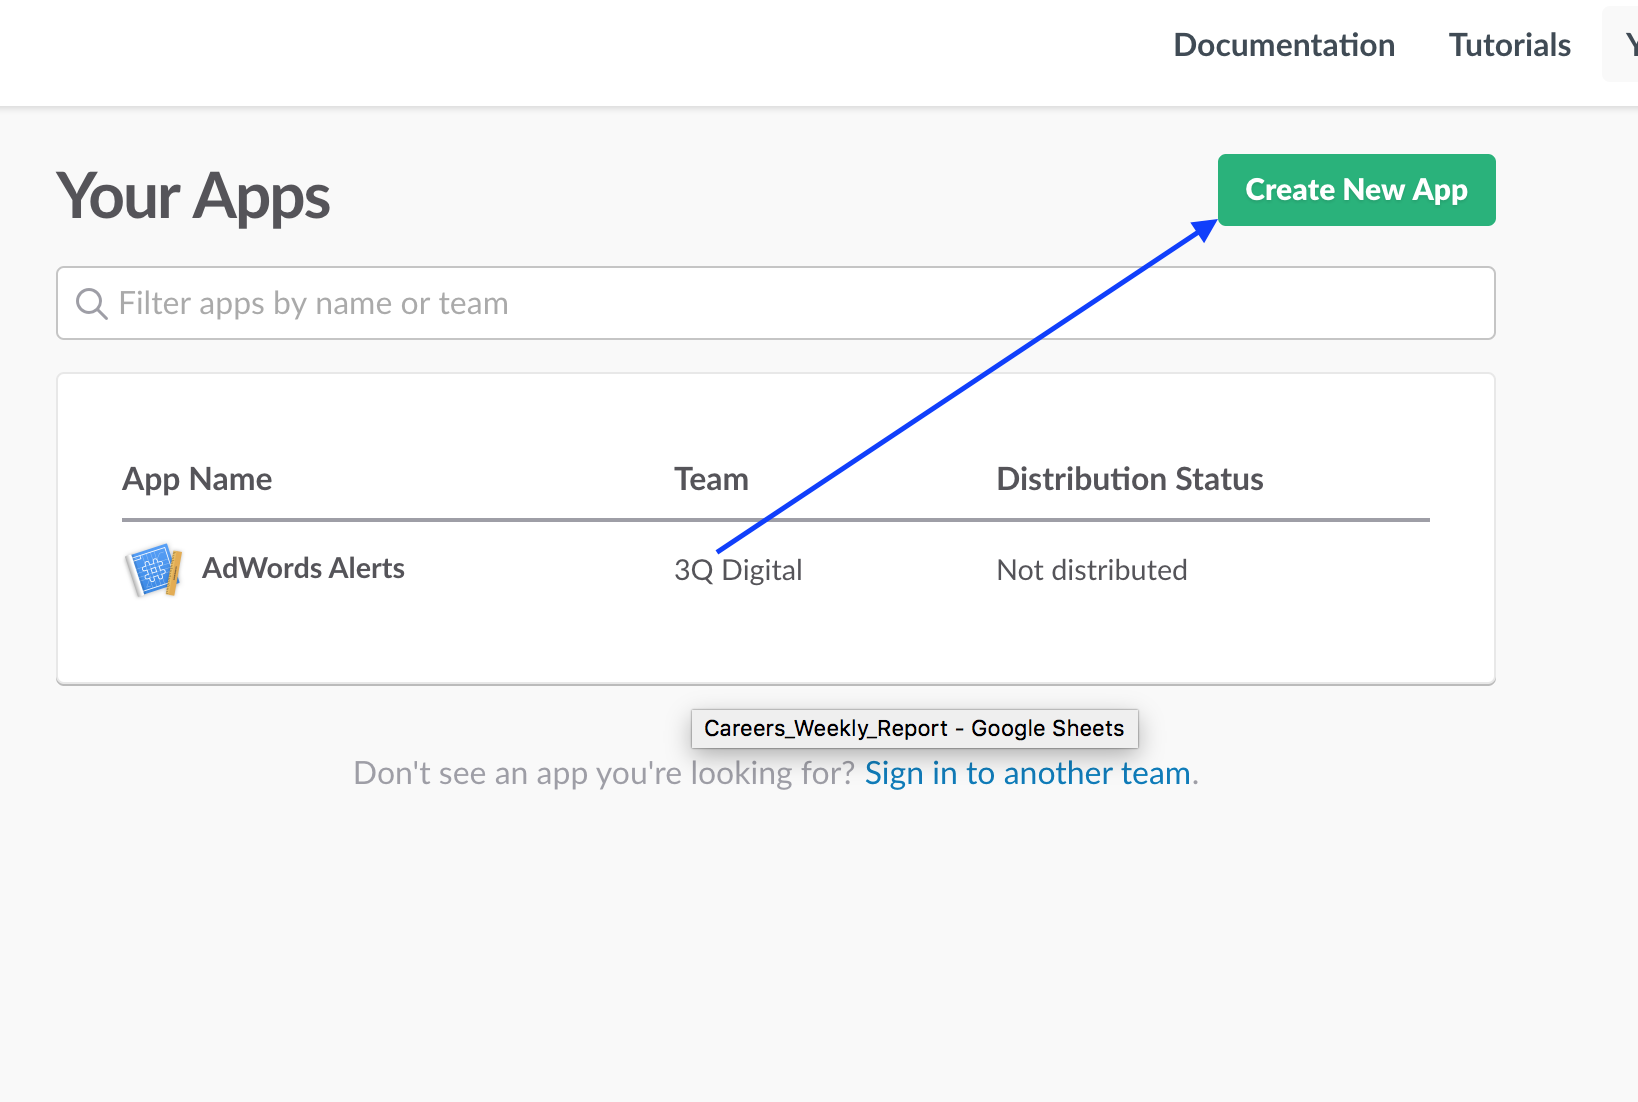 Documentation Tutorials
Your Apps
Create New App
Filter apps by name or team
App Name Team Distribution Status
AdWords Alerts 3Q Digital Not distributed
Careers_Weekly_Report - Google Sheets
Don't see an app you're looking for? Sign in to another team.